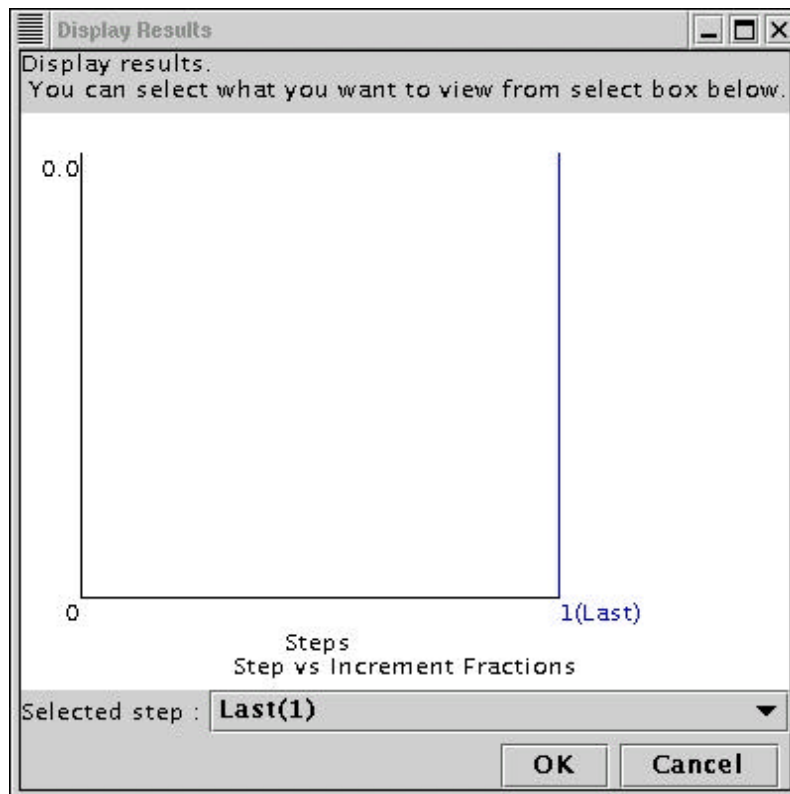 Display Results
Display results.
You can select what you want to view from select box below.
0.0
0
1(Last)
Steps
Step vs Increment Fractions
Selected step : Last(1)
OK Cancel